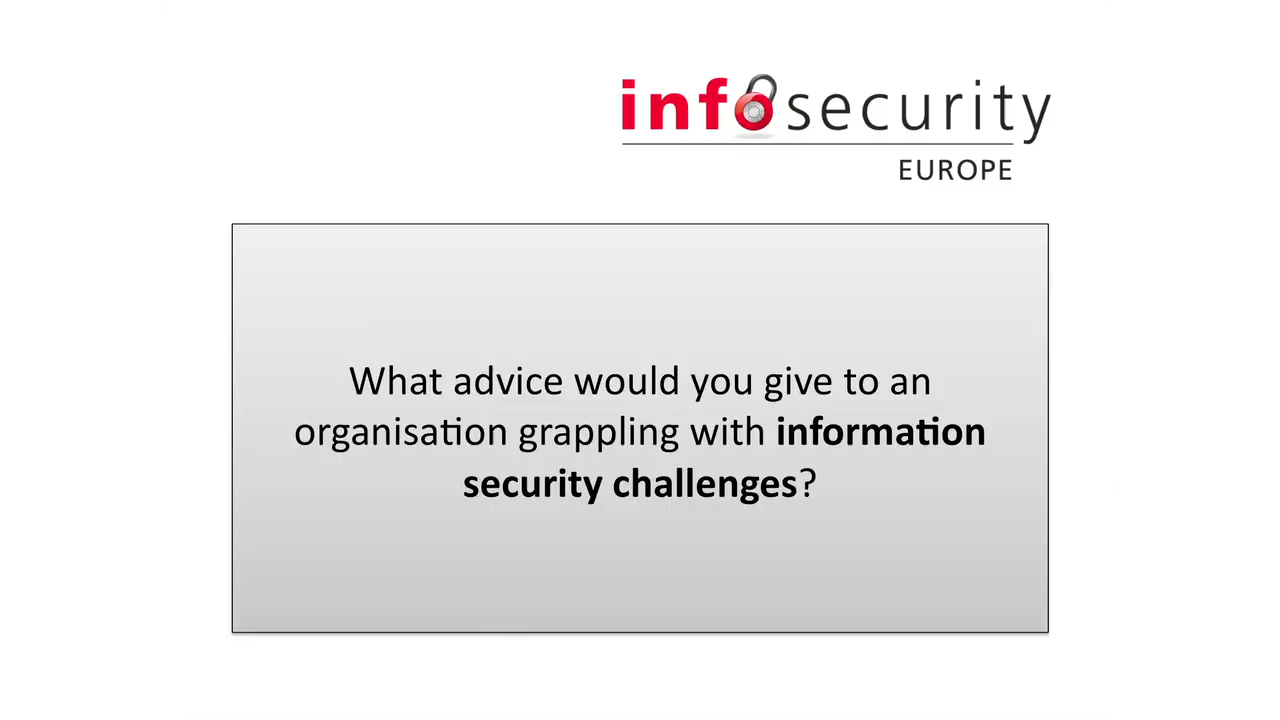 infosecurity
EUROPE
What advice would you give to an
organisation grappling with information
security challenges?